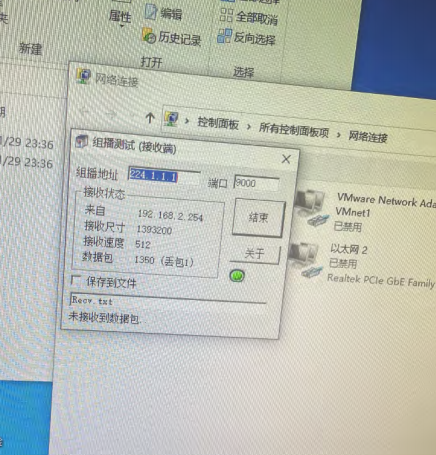 属性
编辑
历史记录
全部取消
反向选择
新建
打开
选择
网络连接
控制面板 › 所有控制面板项 › 网络连接
/29 23:36
/29 23:36
组播测试 (接收端)
组播地址 224.1.1.1 端口 9000
接收状态
来自 192.168.2.254
接收尺寸 1393200
接收速度 512
数据包 1350 (丢包1)
结束
关于
保存到文件
Recv.txt
未接收到数据包
VMware Network Ada
VMnet1
已禁用
以太网 2
已禁用
Realtek PCIe GbE Family